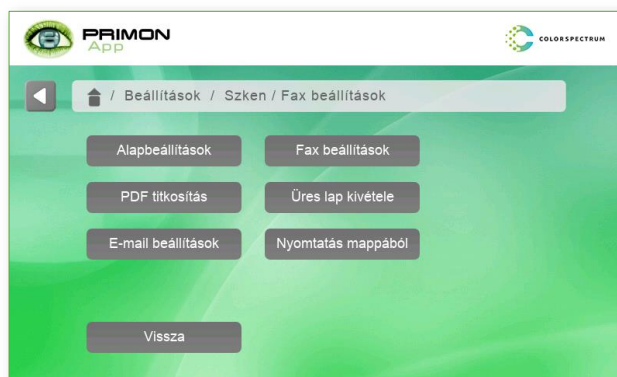 PRIMON
App
COLORSPECTRUM
/ Beállítások / Szken / Fax beállítások
Alapbeállítások
Fax beállítások
PDF titkosítás
Üres lap kivétele
E-mail beállítások
Nyomtatás mappából
Vissza